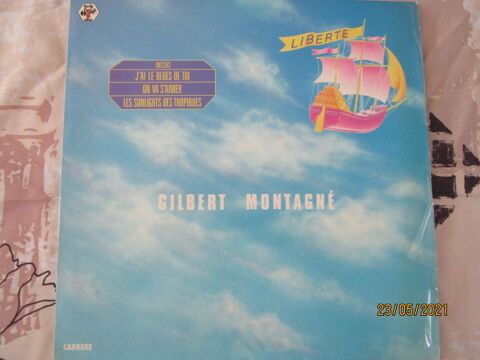 LIBERTE
INCLUS
J'AI LE BLUES DE TOI
ON VA S'AIMER
LES SUNLIGHTS DES TROPIQUES
GILBERT MONTAGNÉ
CARRERE
23/05/2021